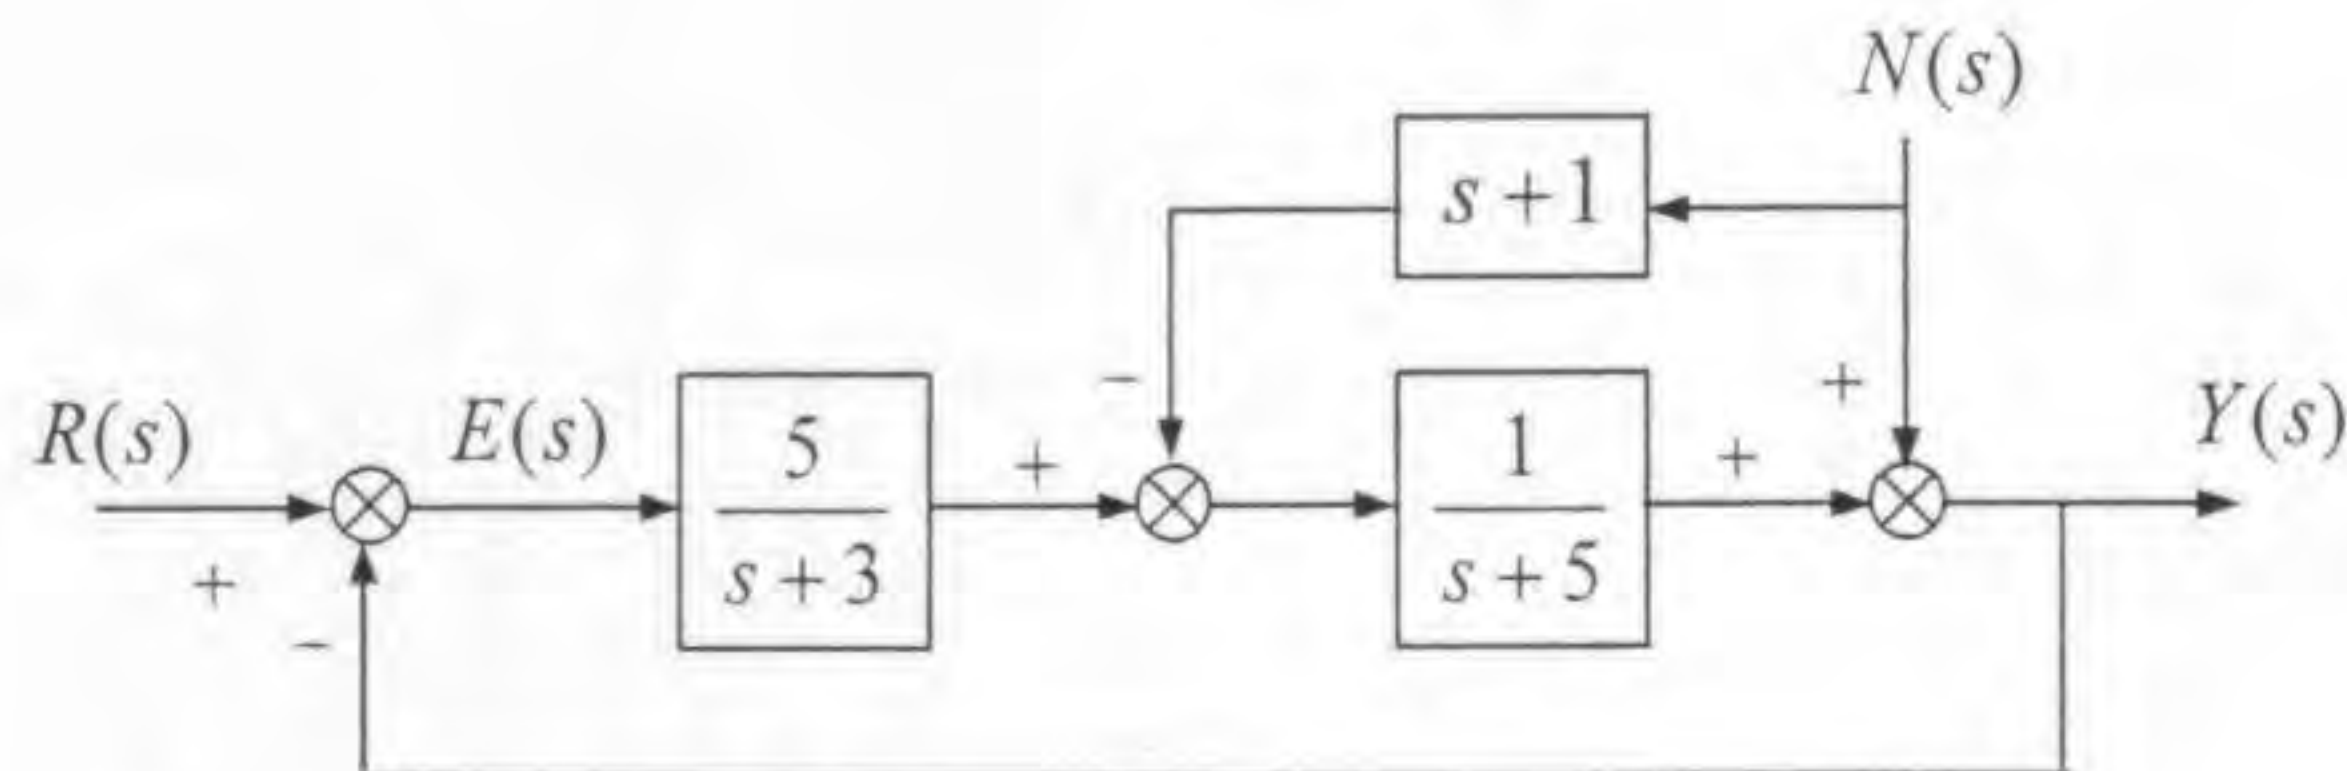 N(s)
s+1
R(s)
E(s)
5/(s+3)
1/(s+5)
Y(s)
+
−
+
−
+
+